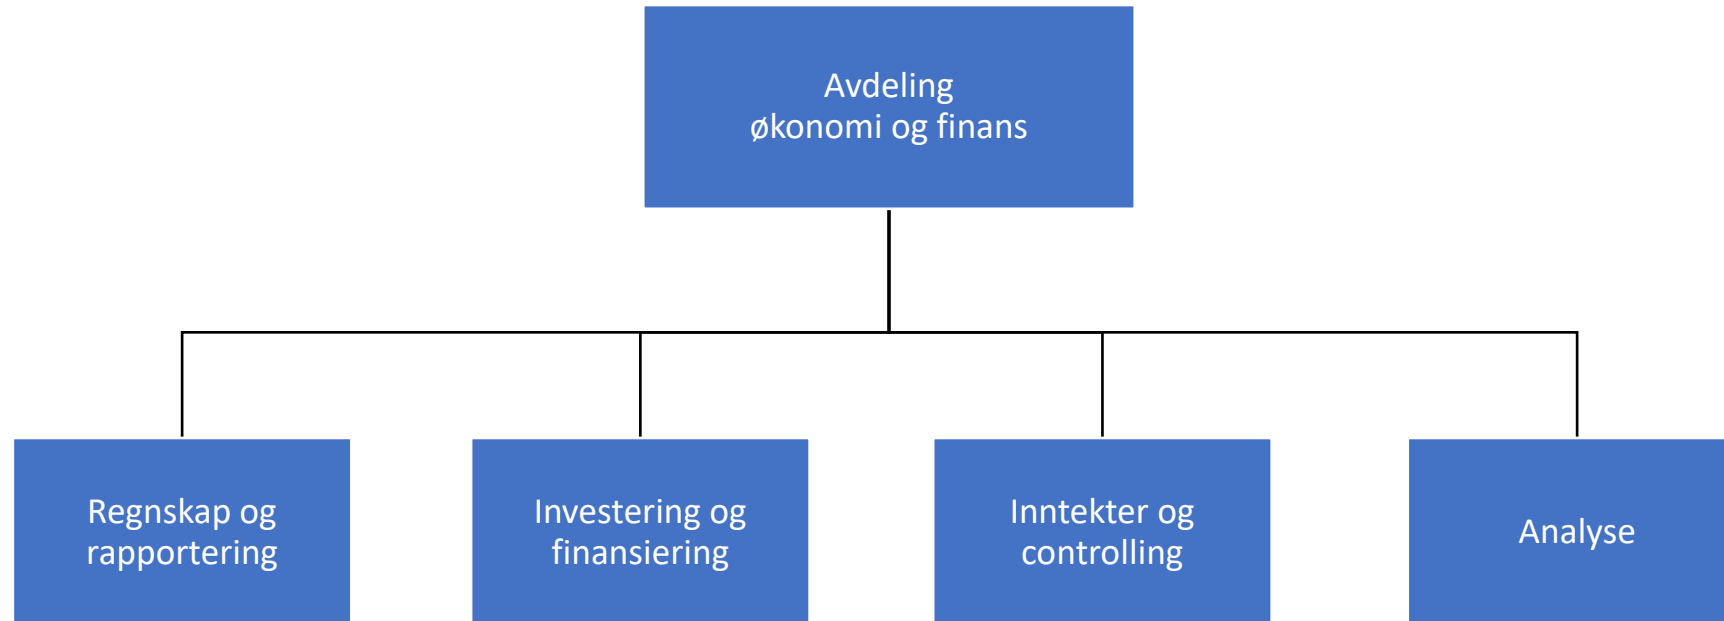 Avdeling
økonomi og finans
Regnskap og
rapportering
Investering og
finansiering
Inntekter og
controlling
Analyse